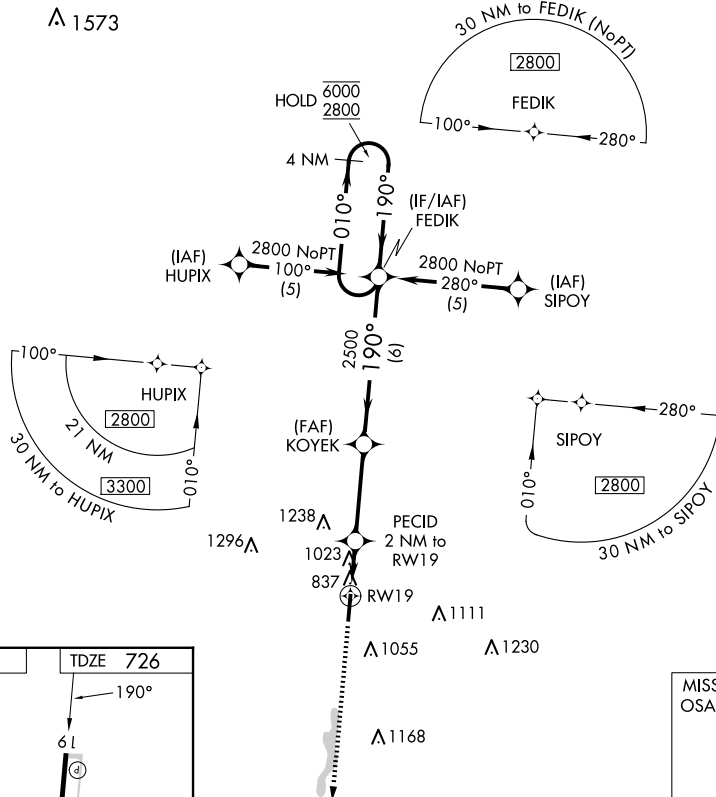 1573
30 NM to FEDIK (NoPT)
2800
FEDIK
100°
280°
HOLD
6000
2800
4 NM
010°
190°
(IF/IAF)
FEDIK
(IAF)
HUPIX
2800 NoPT
100°
(5)
2800 NoPT
280°
(5)
(IAF)
SIPOY
2500
190°
(6)
100°
HUPIX
2800
21 NM
3300
30 NM to HUPIX
010°
280°
SIPOY
2800
010°
30 NM to SIPOY
(FAF)
KOYEK
1238
1296
PECID
2 NM to
RW19
1023
837
RW19
1111
1055
1230
1168
TDZE 726
190°
19
P
MISS
OSA